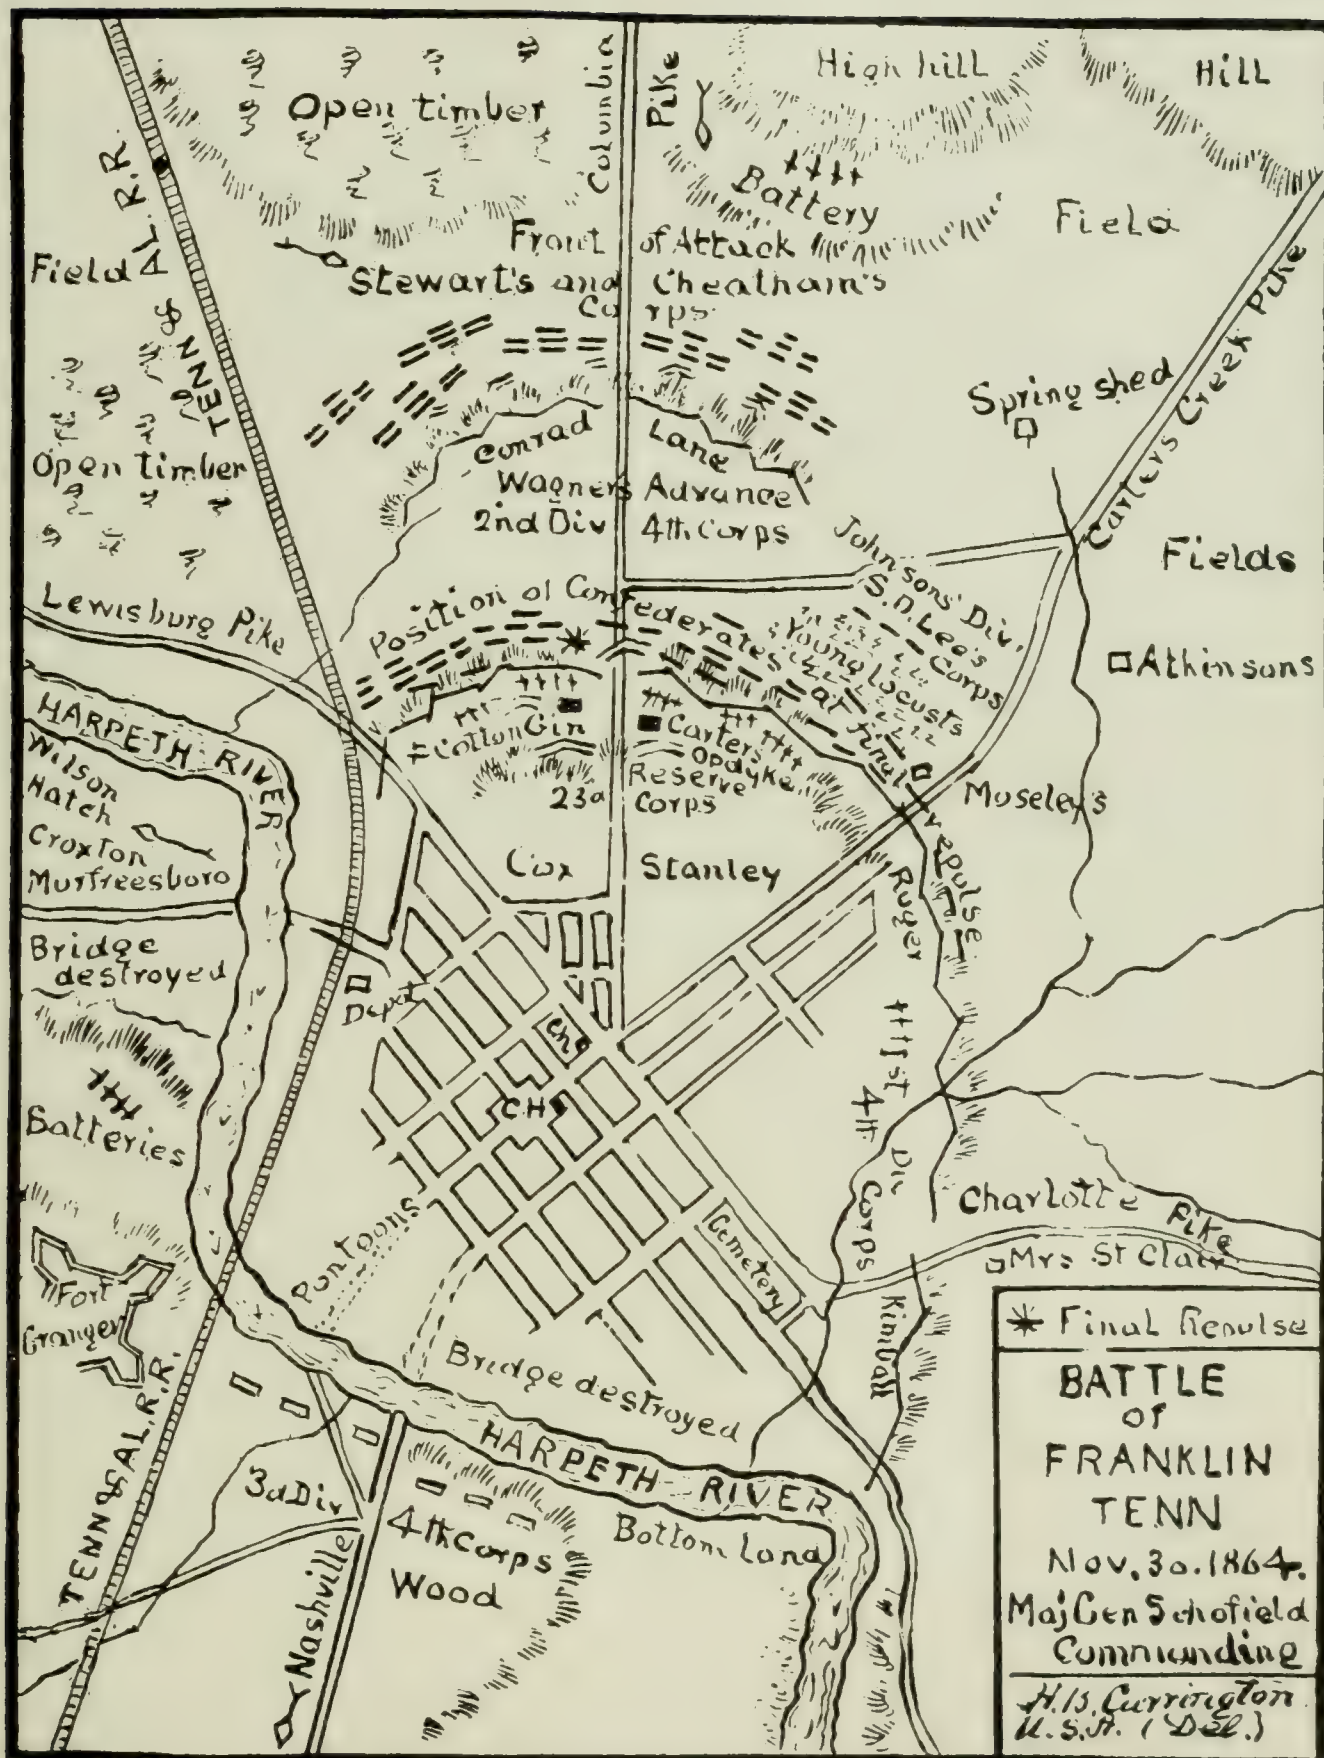 Open timber
Columbia
Pike
High hill
Hill
Battery
Field
TENN & AL. R.R.
Field
Front of Attack
Stewart's and Cheatham's
Corps
Spring shed
Carters Creek Pike
Open timber
Conrad Lane
Wagner's Advance
2nd Div 4th Corps
Johnsons' Div.
S.D. Lee's
Corps
Young Locusts
Fields
Lewisburg Pike
Position of Confederates at final repulse
Athinsons
HARPETH RIVER
Cotton Gin
Carters
Opdyke
Reserve
Corps
23d
Moseley's
Wilson
Hatch
Croxton
Murfreesboro
Cox
Stanley
Ruger
Bridge
destroyed
Depot
Ch
C.H
1st Div
4th Corps
Batteries
Charlotte Pike
Mrs St Clair
Cemetery
Pontoons
Kimball
Fort
Granger
Bridge destroyed
HARPETH RIVER
Bottom Land
TENN & AL. R.R.
3d Div
4th Corps
Wood
Nashville
Final Repulse
BATTLE
of
FRANKLIN
TENN
Nov. 30. 1864.
Maj Gen Schofield
Commanding
H.B. Carrington
U.S.A. (Del.)